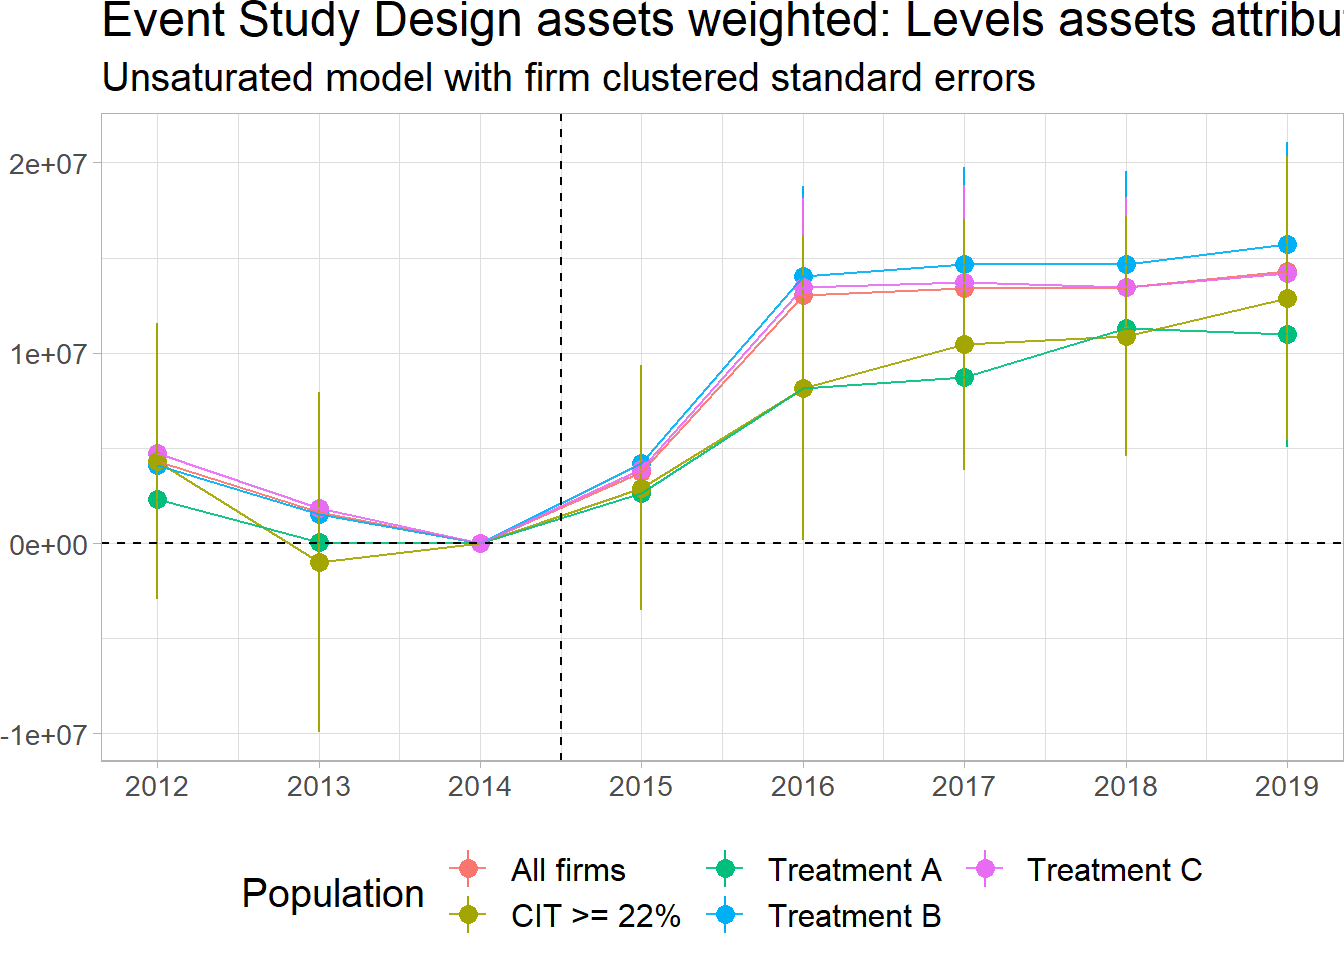 Event Study Design assets weighted: Levels assets
Unsaturated model with firm clustered standard errors
2e+07
1e+07
0e+00
-1e+07
2012 2013 2014 2015 2016 2017 2018 2019
Population
All firms
CIT >= 22%
Treatment A
Treatment B
Treatment C